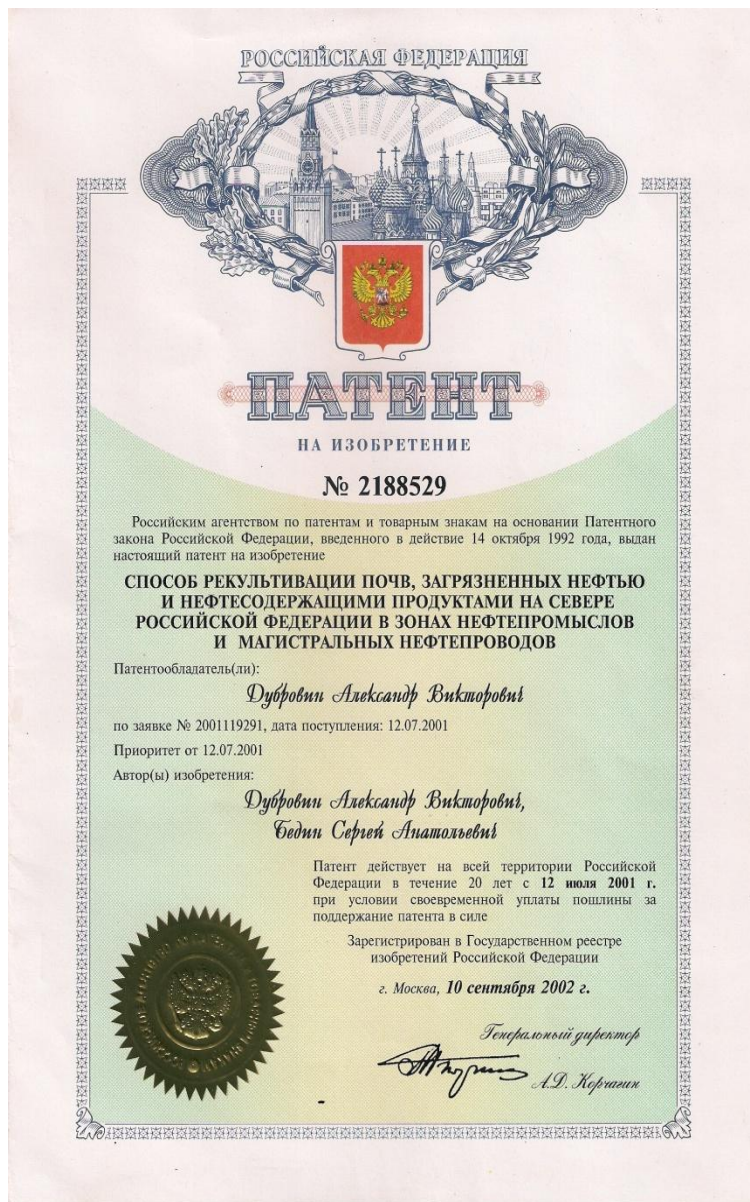 РОССИЙСКАЯ ФЕДЕРАЦИЯ
ПАТЕНТ
НА ИЗОБРЕТЕНИЕ
№ 2188529
Российским агентством по патентам и товарным знакам на основании Патентного
закона Российской Федерации, введенного в действие 14 октября 1992 года, выдан
настоящий патент на изобретение
СПОСОБ РЕКУЛЬТИВАЦИИ ПОЧВ, ЗАГРЯЗНЕННЫХ НЕФТЬЮ
И НЕФТЕСОДЕРЖАЩИМИ ПРОДУКТАМИ НА СЕВЕРЕ
РОССИЙСКОЙ ФЕДЕРАЦИИ В ЗОНАХ НЕФТЕПРОМЫСЛОВ
И МАГИСТРАЛЬНЫХ НЕФТЕПРОВОДОВ
Патентообладатель(ли):
Дубровин Александр Викторович
по заявке № 2001119291, дата поступления: 12.07.2001
Приоритет от 12.07.2001
Автор(ы) изобретения:
Дубровин Александр Викторович,
Бедин Сергей Анатольевич
Патент действует на всей территории Российской
Федерации в течение 20 лет с 12 июля 2001 г.
при условии своевременной уплаты пошлины за
поддержание патента в силе
Зарегистрирован в Государственном реестре
изобретений Российской Федерации
г. Москва, 10 сентября 2002 г.
Генеральный директор
А.Д. Корчагин